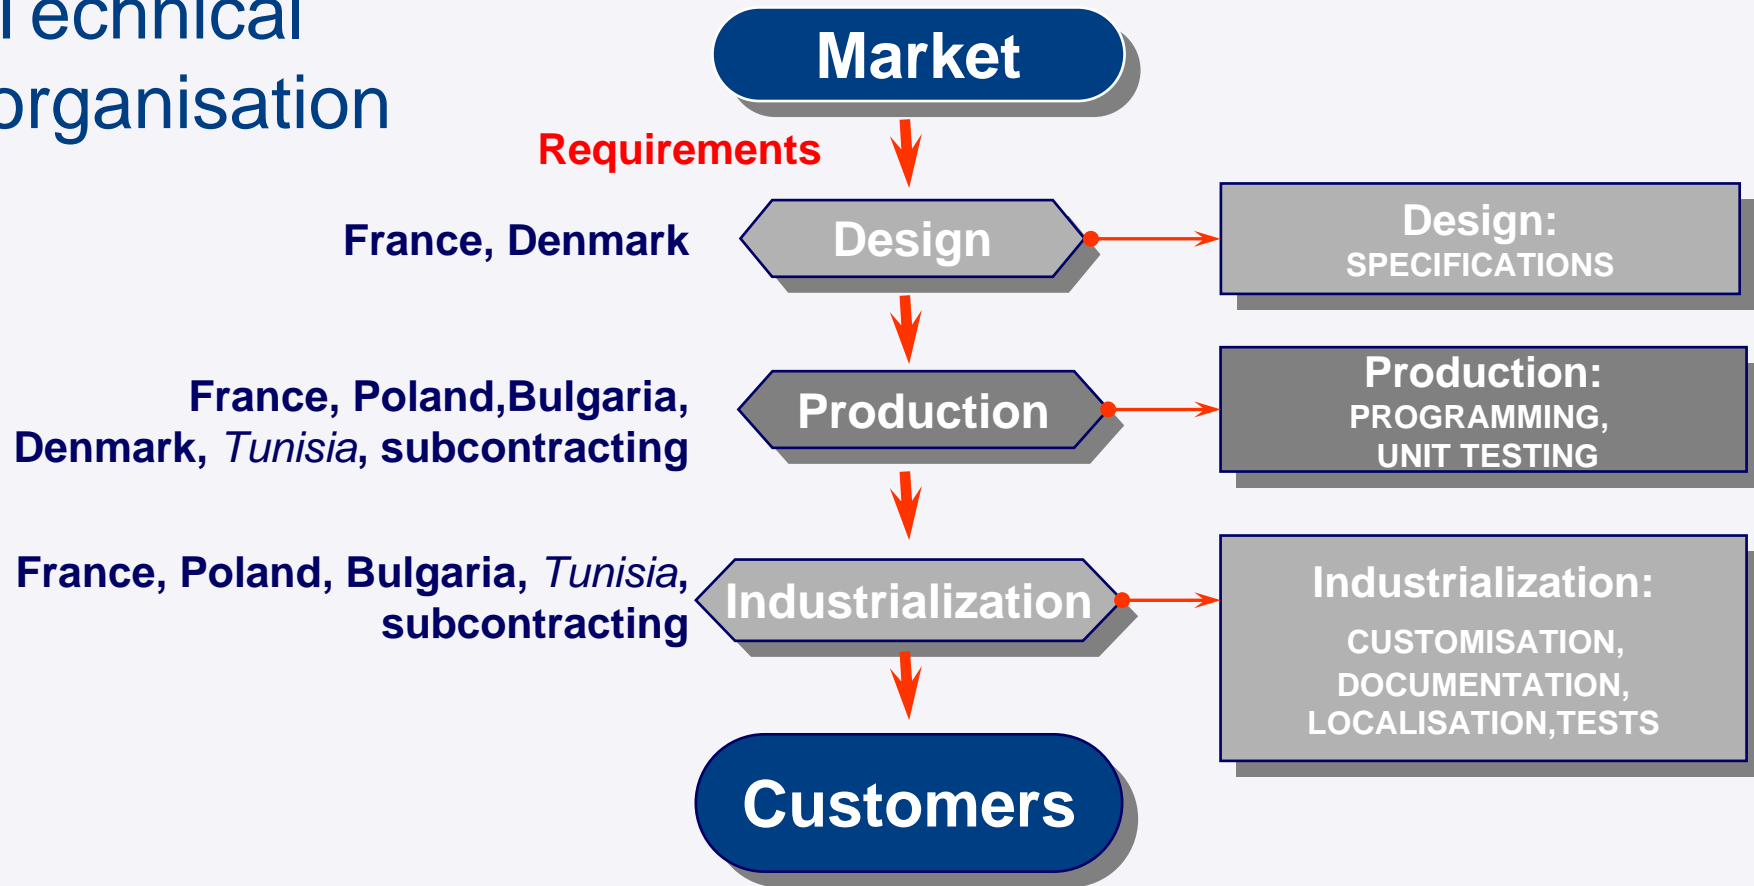 Technical
organisation
Market
Requirements
France, Denmark
Design
Design:
SPECIFICATIONS
France, Poland,Bulgaria,
Denmark, Tunisia, subcontracting
Production
Production:
PROGRAMMING,
UNIT TESTING
France, Poland, Bulgaria, Tunisia,
subcontracting
Industrialization
Industrialization:
CUSTOMISATION,
DOCUMENTATION,
LOCALISATION,TESTS
Customers